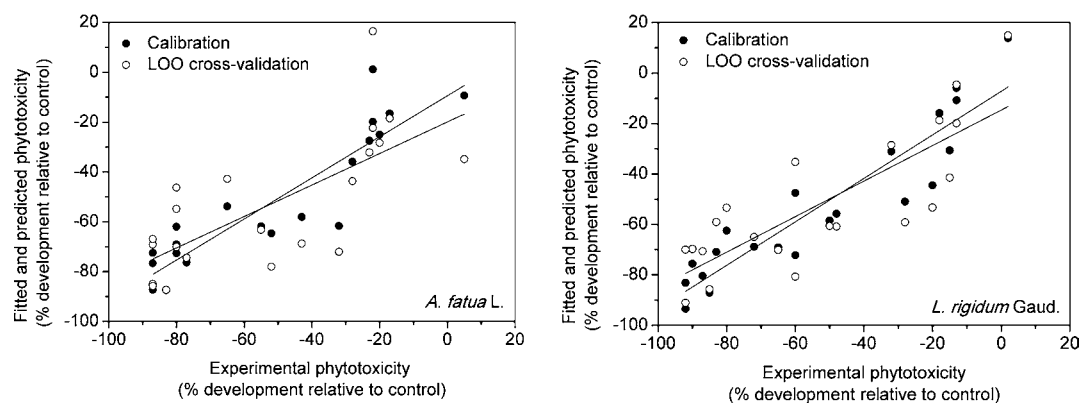 Fitted and predicted phytotoxicity
(% development relative to control)
20
0
-20
-40
-60
-80
-100
Calibration
LOO cross-validation
A. fatua L.
-100 -80 -60 -40 -20 0 20
Experimental phytotoxicity
(% development relative to control)
Fitted and predicted phytotoxicity
(% development relative to control)
20
0
-20
-40
-60
-80
-100
Calibration
LOO cross-validation
L. rigidum Gaud.
-100 -80 -60 -40 -20 0 20
Experimental phytotoxicity
(% development relative to control)